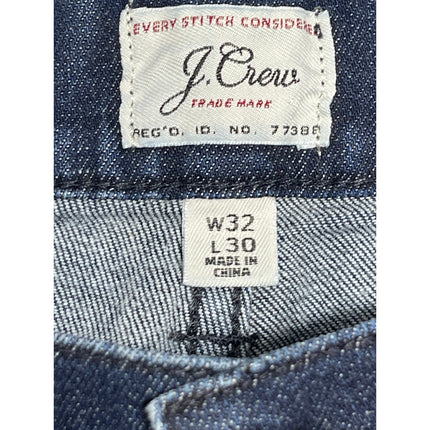 EVERY STITCH CONSIDERED
J.Crew
TRADE MARK
REG'D. ID. NO. 77388
W32
L30
MADE IN
CHINA